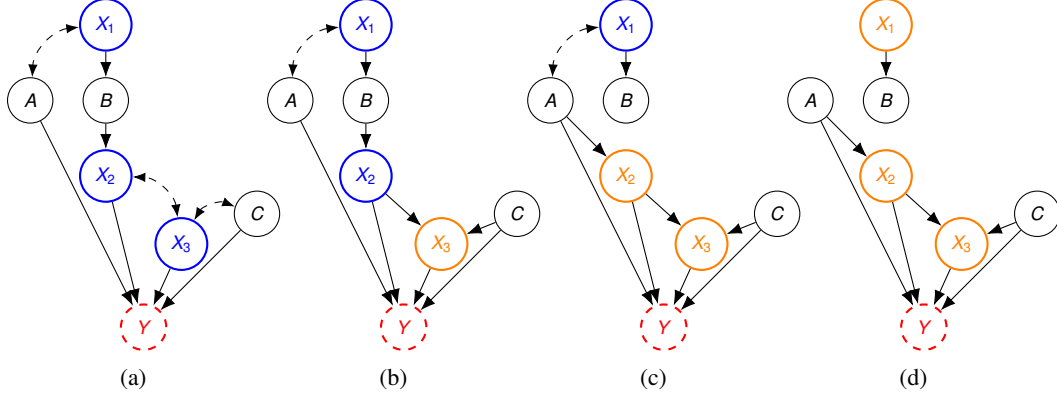 X1 X1 X1 X1
A B A B A B A B
X2 X2 X2 X2
C C C C
X3 X3 X3 X3
Y Y Y Y
(a) (b) (c) (d)